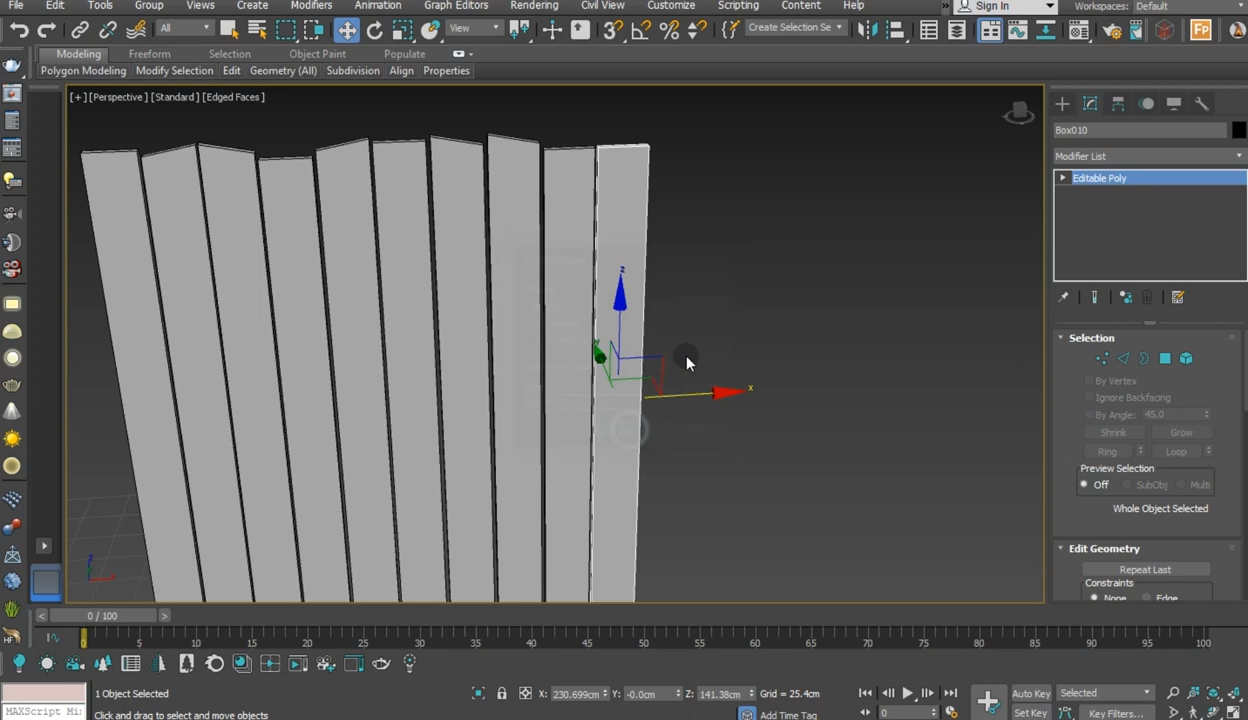 File Edit Tools Group Views Create Modifiers Animation Graph Editors Rendering Civil View Customize Scripting Content Help » Sign In Workspaces: Default
All View Create Selection Se
Modeling Freeform Selection Object Paint Populate
Polygon Modeling Modify Selection Edit Geometry (All) Subdivision Align Properties
[+] [Perspective ] [Standard ] [Edged Faces ]
Box010
Modifier List
Editable Poly
z
x
Selection
By Vertex
Ignore Backfacing
By Angle: 45.0
Shrink Grow
Ring Loop
Preview Selection
Off SubObj Multi
Whole Object Selected
Edit Geometry
Repeat Last
Constraints
None Edge
0 / 100
0 5 10 15 20 25 30 35 40 45 50 55 60 65 70 75 80 85 90 95 100
1 Object Selected X: 230.699cm Y: -0.0cm Z: 141.38cm Grid = 25.4cm Auto Key Selected
MAXScript Mi Click and drag to select and move objects Add Time Tag 0 Set Key Key Filters...